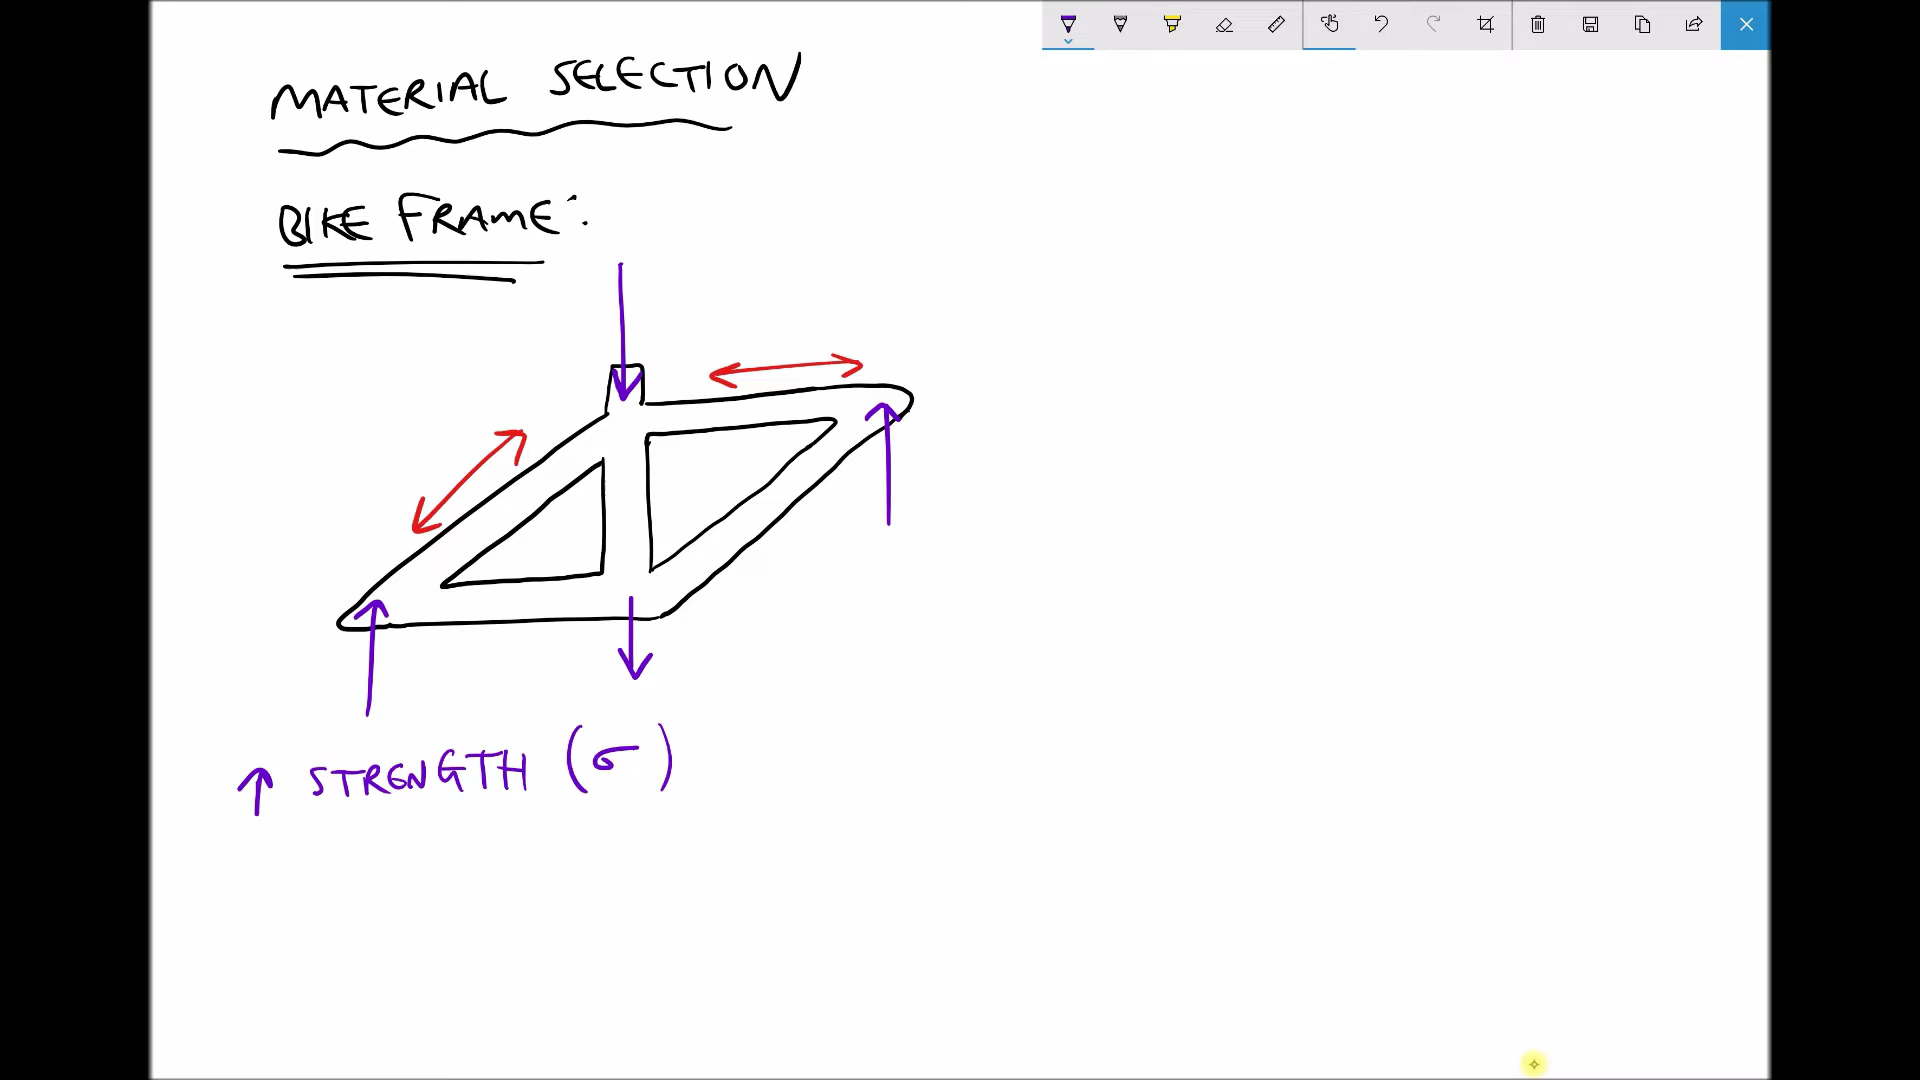 MATERIAL SELECTION
BIKE FRAME:
↑ STRENGTH (σ)